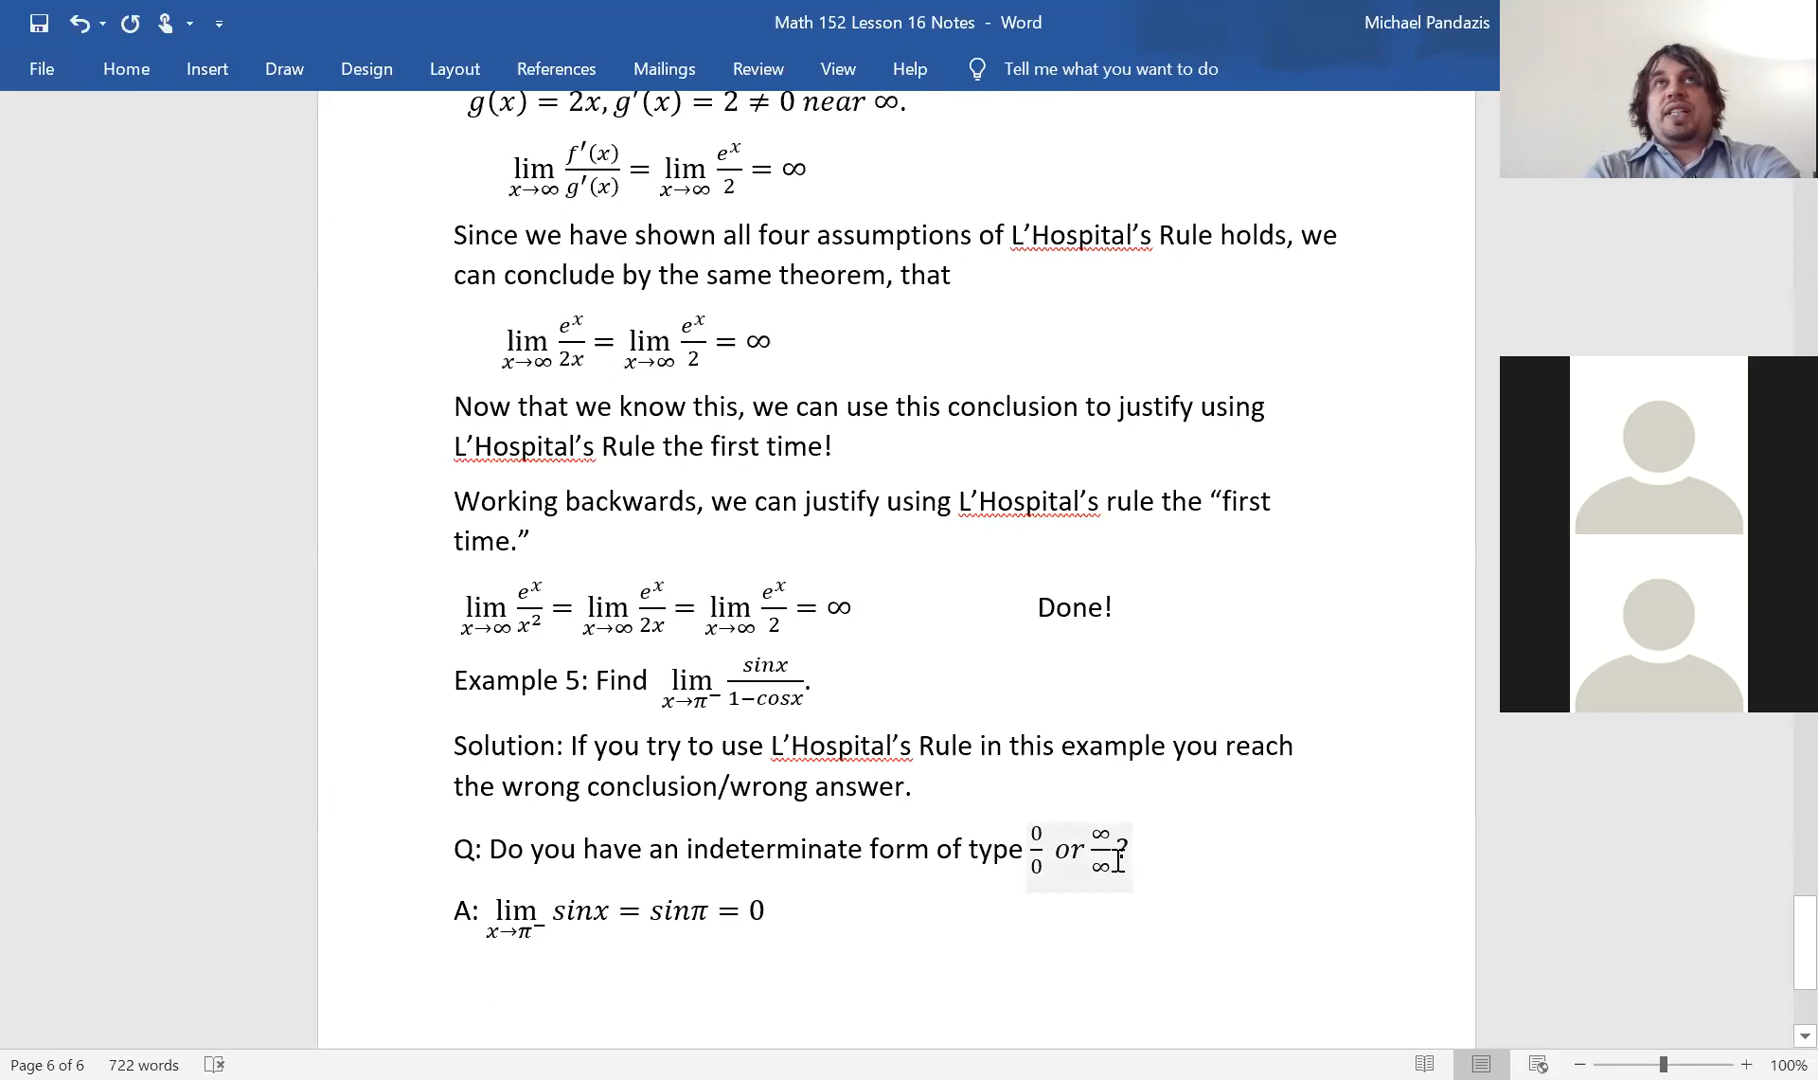 Math 152 Lesson 16 Notes - Word
Michael Pandazis
File Home Insert Draw Design Layout References Mailings Review View Help Tell me what you want to do
g(x) = 2x, g′(x) = 2 ≠ 0 near ∞.
lim x→∞ f′(x)/g′(x) = lim x→∞ e^x/2 = ∞
Since we have shown all four assumptions of L’Hospital’s Rule holds, we
can conclude by the same theorem, that
lim x→∞ e^x/2x = lim x→∞ e^x/2 = ∞
Now that we know this, we can use this conclusion to justify using
L’Hospital’s Rule the first time!
Working backwards, we can justify using L’Hospital’s rule the “first
time.”
lim x→∞ e^x/x² = lim x→∞ e^x/2x = lim x→∞ e^x/2 = ∞ Done!
Example 5: Find lim x→π⁻ sinx/1−cosx.
Solution: If you try to use L’Hospital’s Rule in this example you reach
the wrong conclusion/wrong answer.
Q: Do you have an indeterminate form of type 0/0 or ∞/∞?
A: lim x→π⁻ sinx = sinπ = 0
Page 6 of 6 722 words 100%